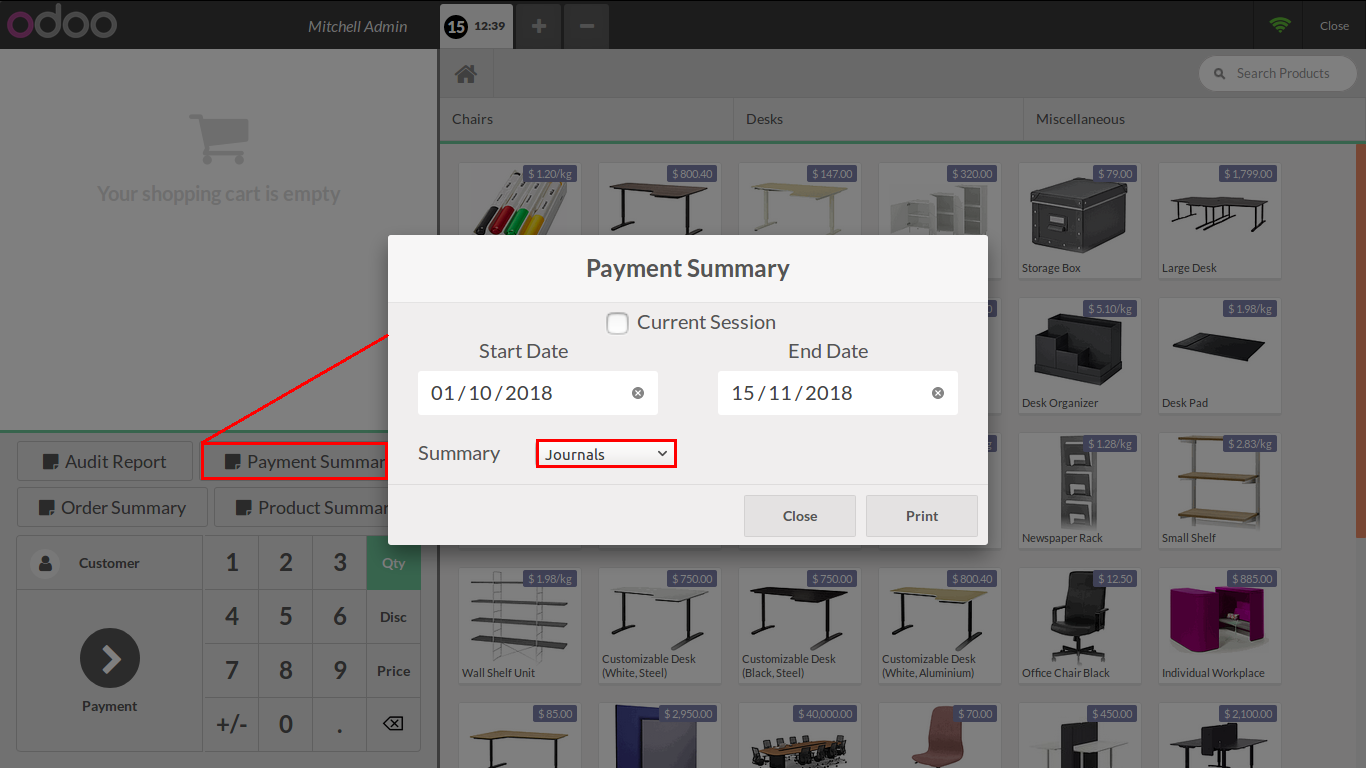 odoo
Mitchell Admin
15 12:39
Close
Search Products
Chairs
Desks
Miscellaneous
Your shopping cart is empty
$ 1.20/kg
$ 800.40
$ 147.00
$ 320.00
$ 79.00
Storage Box
$ 1,799.00
Large Desk
Payment Summary
Current Session
Start Date
End Date
01/10/2018
15/11/2018
Summary
Journals
Close
Print
$ 5.10/kg
Desk Organizer
$ 1.98/kg
Desk Pad
$ 1.28/kg
Newspaper Rack
$ 2.83/kg
Small Shelf
Audit Report
Payment Summar
Order Summary
Product Summar
Customer
1 2 3 Qty
4 5 6 Disc
7 8 9 Price
+/- 0 .
Payment
$ 1.98/kg
Wall Shelf Unit
$ 750.00
Customizable Desk
(White, Steel)
$ 750.00
Customizable Desk
(Black, Steel)
$ 800.40
Customizable Desk
(White, Aluminium)
$ 12.50
Office Chair Black
$ 885.00
Individual Workplace
$ 85.00
$ 2,950.00
$ 40,000.00
$ 70.00
$ 450.00
$ 2,100.00